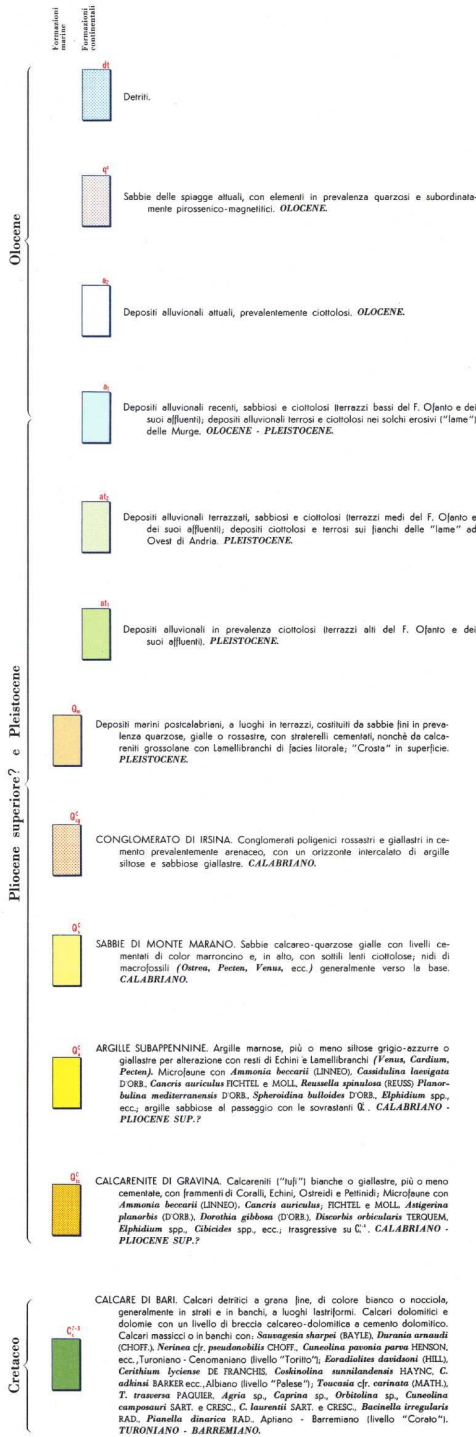 Formazioni marine
Formazioni continentali
Olocene
dt
Detriti.
Sabbie delle spiagge attuali, con elementi in prevalenza quarzosi e subordinata-
mente pirossenico-magnetitici. OLOCENE.
a₂
Depositi alluvionali attuali, prevalentemente ciottolosi. OLOCENE.
a₁
Depositi alluvionali recenti, sabbiosi e ciottolosi (terrazzi bassi del F. Ofanto e dei
suoi affluenti); depositi alluvionali terrosi e ciottolosi nei solchi erosivi ("lame")
delle Murge. OLOCENE - PLEISTOCENE.
Pliocene superiore? e Pleistocene
at₂
Depositi alluvionali terrazzati, sabbiosi e ciottolosi (terrazzi medi del F. Ofanto e
dei suoi affluenti); depositi ciottolosi e terrosi sui fianchi delle "lame" ad
Ovest di Andria. PLEISTOCENE.
at₁
Depositi alluvionali in prevalenza ciottolosi (terrazzi alti del F. Ofanto e dei
suoi affluenti). PLEISTOCENE.
Qₘ
Depositi marini postcalabriani, a luoghi in terrazzi, costituiti da sabbie fini in preva-
lenza quarzose, gialle o rossastre, con straterelli cementati, nonchè da calca-
reniti grossolane con Lamellibranchi di facies litorale; "Crosta" in superficie.
PLEISTOCENE.
CONGLOMERATO DI IRSINA. Conglomerati poligenici rossastri e giallastri in ce-
mento prevalentemente arenaceo, con un orizzonte intercalato di argille
siltose e sabbiose giallastre. CALABRIANO.
SABBIE DI MONTE MARANO. Sabbie calcareo-quarzose gialle con livelli ce-
mentati di color marroncino e, in alto, con sottili lenti ciottolose; nidi di
macrofossili (Ostrea, Pecten, Venus, ecc.) generalmente verso la base.
CALABRIANO.
ARGILLE SUBAPPENNINE. Argille marnose, più o meno siltose grigio-azzurre o
giallastre per alterazione con resti di Echini e Lamellibranchi (Venus, Cardium,
Pecten). Microfaune con Ammonia beccarii (LINNEO), Cassidulina laevigata
D'ORB., Cancris auriculus FICHTEL e MOLL, Reussella spinulosa (REUSS) Planor-
bulina mediterranensis D'ORB., Spheroidina bulloides D'ORB., Elphidium spp.,
ecc.; argille sabbiose al passaggio con le sovrastanti . CALABRIANO -
PLIOCENE SUP.?
CALCARENITE DI GRAVINA. Calcareniti ("tufi") bianche o giallastre, più o meno
cementate, con frammenti di Coralli, Echini, Ostreidi e Pettinidi; Microfaune con
Ammonia beccarii (LINNEO), Cancris auriculus; FICHTEL e MOLL, Astigerina
planorbis (D'ORB.), Dorothia gibbosa (D'ORB.), Discorbis orbicularis TERQUEM,
Elphidium spp., Cibicides spp., ecc.; trasgressive su . CALABRIANO -
PLIOCENE SUP.?
Cretaceo
CALCARE DI BARI. Calcari detritici a grana fine, di colore bianco o nocciola,
generalmente in strati e in banchi, a luoghi lastriformi. Calcari dolomitici e
dolomie con un livello di breccia calcareo-dolomitica a cemento dolomitico.
Calcari massicci o in banchi con: Sauvagesia sharpei (BAYLE), Durania arnaudi
(CHOFF.), Nerinea cfr. pseudonobilis CHOFF., Cuneolina pavonia parva HENSON,
ecc., Turoniano - Cenomaniano (livello "Toritto"); Eoradiolites davidsoni (HILL),
Cerithium lyciense DE FRANCHIS, Coskinolina sunnilandensis HAYNC, C.
adkinsi BARKER ecc., Albiano (livello "Palese"); Toucasia cfr. carinata (MATH.),
T. trasversa PAQUIER, Agria sp., Caprina sp., Orbitolina sp., Cuneolina
camposauri SART. e CRESC., C. laurentii SART. e CRESC., Bacinella irregularis
RAD., Pianella dinarica RAD., Aptiano - Barremiano (livello "Corato").
TURONIANO - BARREMIANO.